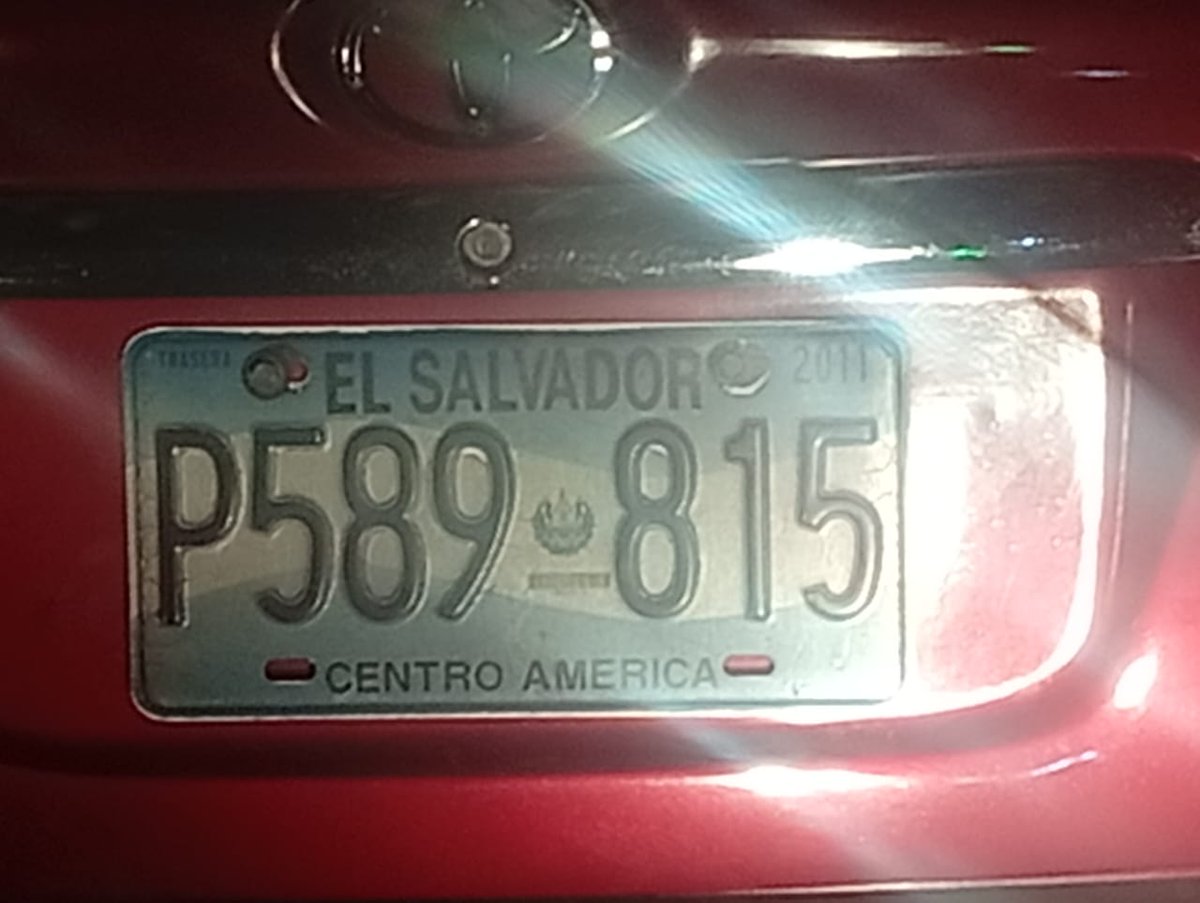 TRASERA EL SALVADOR 2011
P589 815
CENTRO AMERICA